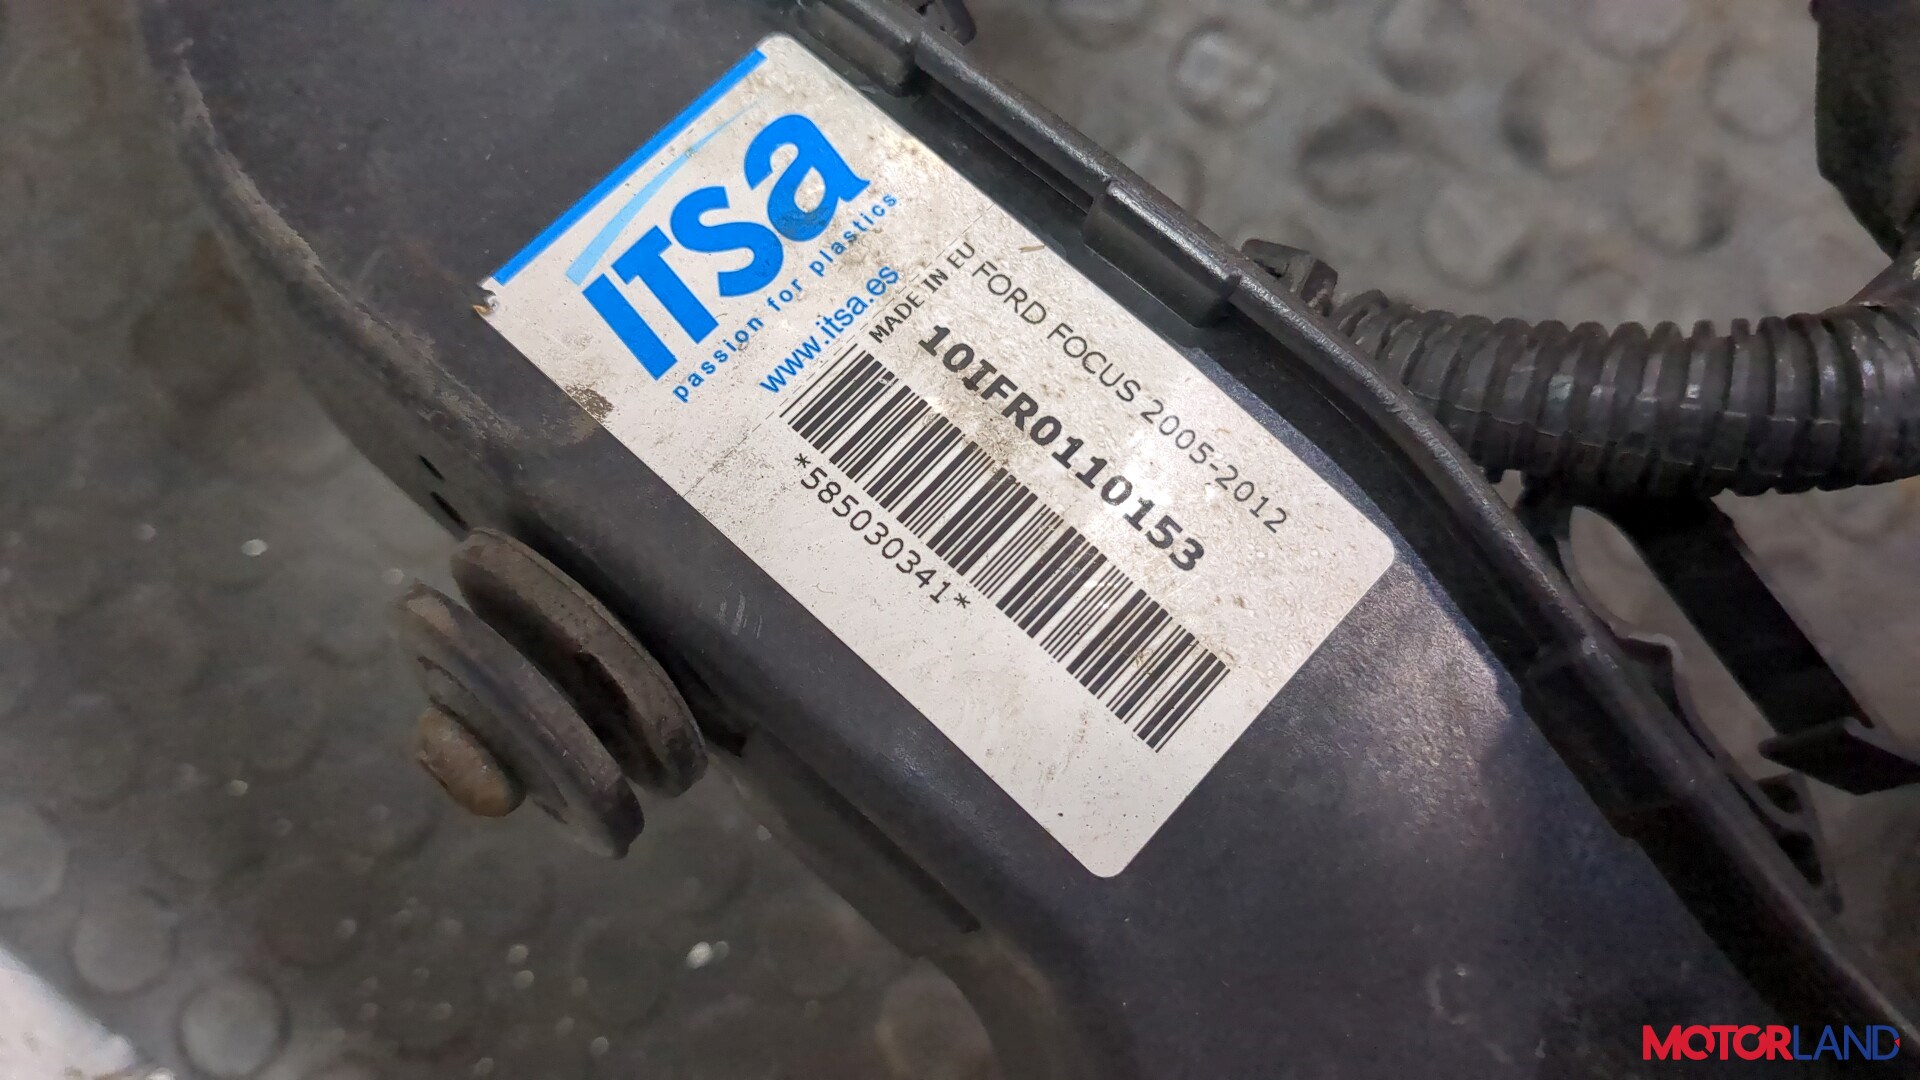 ITSa
passion for plastics
www.itsa.es
MADE IN EU
FORD FOCUS 2005-2012
10IFR0110153
*585030341*
MOTORLAND